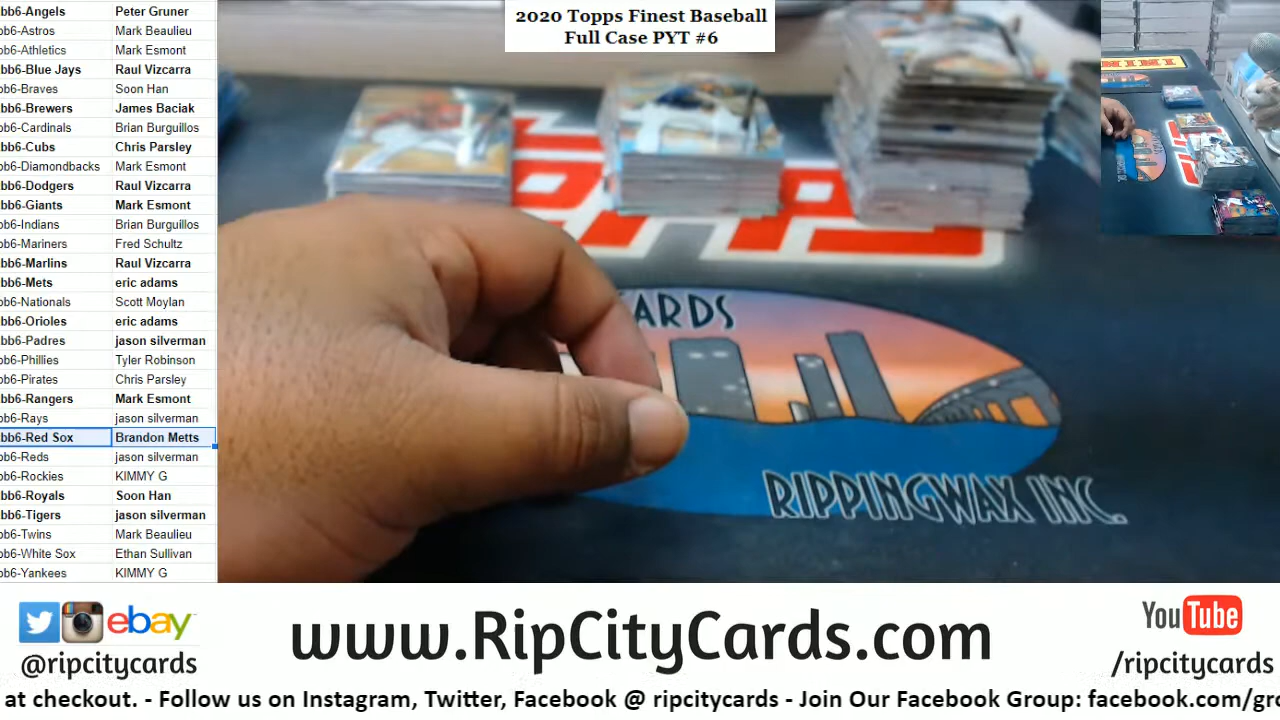 2020 Topps Finest Baseball
Full Case PYT #6
bb6-Angels Peter Gruner
bb6-Astros Mark Beaulieu
bb6-Athletics Mark Esmont
bb6-Blue Jays Raul Vizcarra
bb6-Braves Soon Han
bb6-Brewers James Baciak
bb6-Cardinals Brian Burguillos
bb6-Cubs Chris Parsley
bb6-Diamondbacks Mark Esmont
bb6-Dodgers Raul Vizcarra
bb6-Giants Mark Esmont
bb6-Indians Brian Burguillos
bb6-Mariners Fred Schultz
bb6-Marlins Raul Vizcarra
bb6-Mets eric adams
bb6-Nationals Scott Moylan
bb6-Orioles eric adams
bb6-Padres jason silverman
bb6-Phillies Tyler Robinson
bb6-Pirates Chris Parsley
bb6-Rangers Mark Esmont
bb6-Rays jason silverman
bb6-Red Sox Brandon Metts
bb6-Reds jason silverman
bb6-Rockies KIMMY G
bb6-Royals Soon Han
bb6-Tigers jason silverman
bb6-Twins Mark Beaulieu
bb6-White Sox Ethan Sullivan
bb6-Yankees KIMMY G
CARDS
RIPPINGWAX INC.
ebay
@ripcitycards
www.RipCityCards.com
YouTube
/ripcitycards
at checkout. - Follow us on Instagram, Twitter, Facebook @ ripcitycards - Join Our Facebook Group: facebook.com/gro